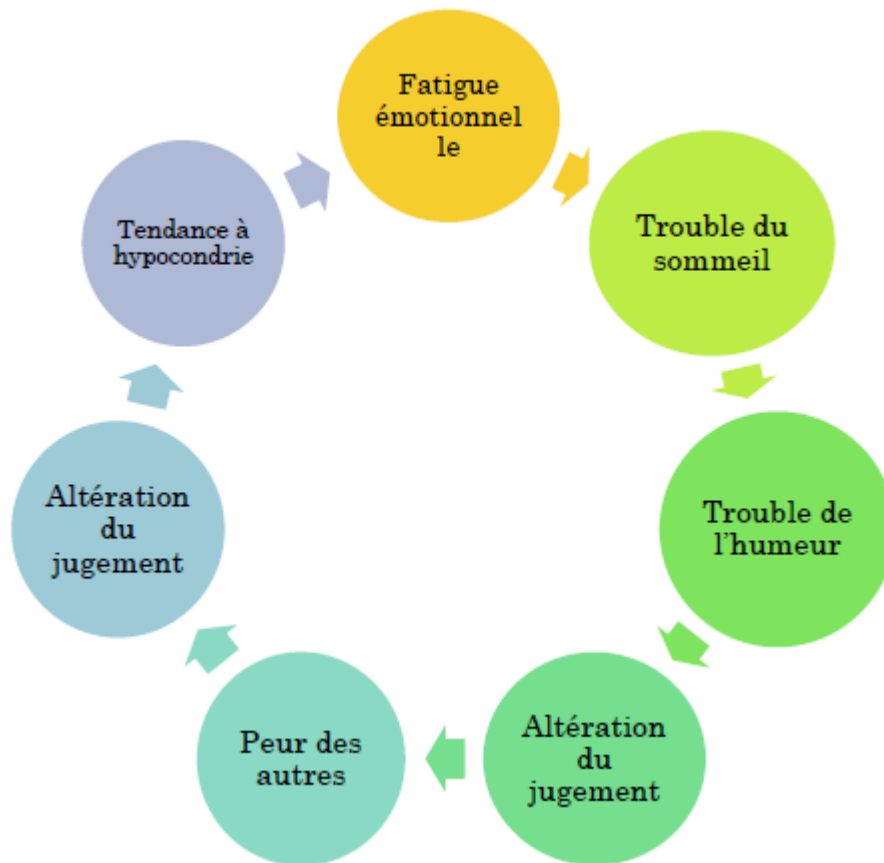 Fatigue
émotionnel
le
Trouble du
sommeil
Trouble de
l'humeur
Altération
du
jugement
Peur des
autres
Altération
du
jugement
Tendance à
hypocondrie